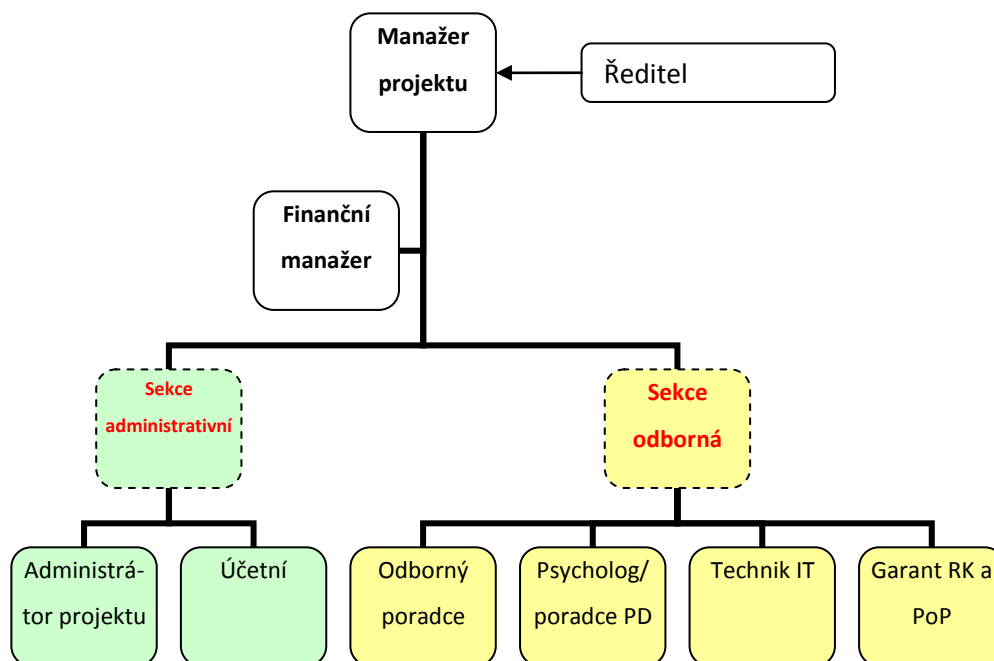 Manažer
projektu
Ředitel
Finanční
manažer
Sekce
administrativní
Sekce
odborná
Administrá-
tor projektu
Účetní
Odborný
poradce
Psycholog/
poradce PD
Technik IT
Garant RK a
PoP